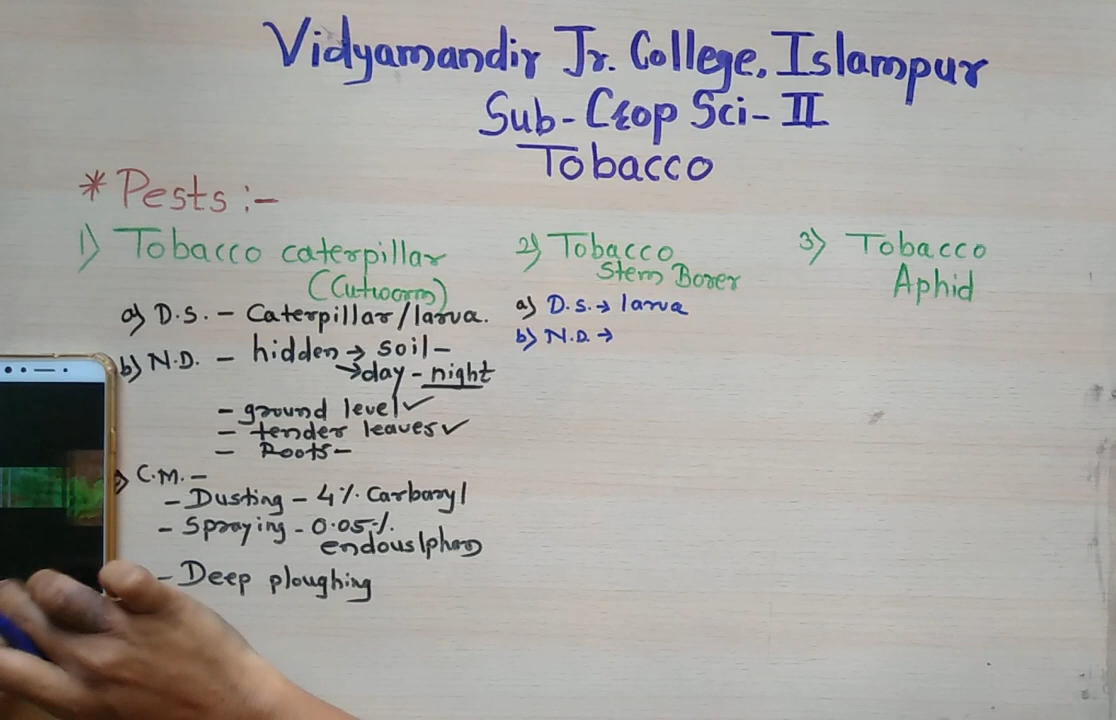 Vidyamandir Jr. College, Islampur
Sub-Crop Sci-II
Tobacco
* Pests :-
1) Tobacco caterpillar
(Cutworm)
a) D.S. - Caterpillar/larva.
b) N.D. - hidden → soil -
→ day - night
- ground level ✓
- tender leaves ✓
- Roots -
) C.M. -
- Dusting - 4% Carbaryl
- Spraying - 0.05%
endouslphan
- Deep ploughing
2) Tobacco
Stem Borer
a) D.S. → larva
b) N.D. →
3) Tobacco
Aphid